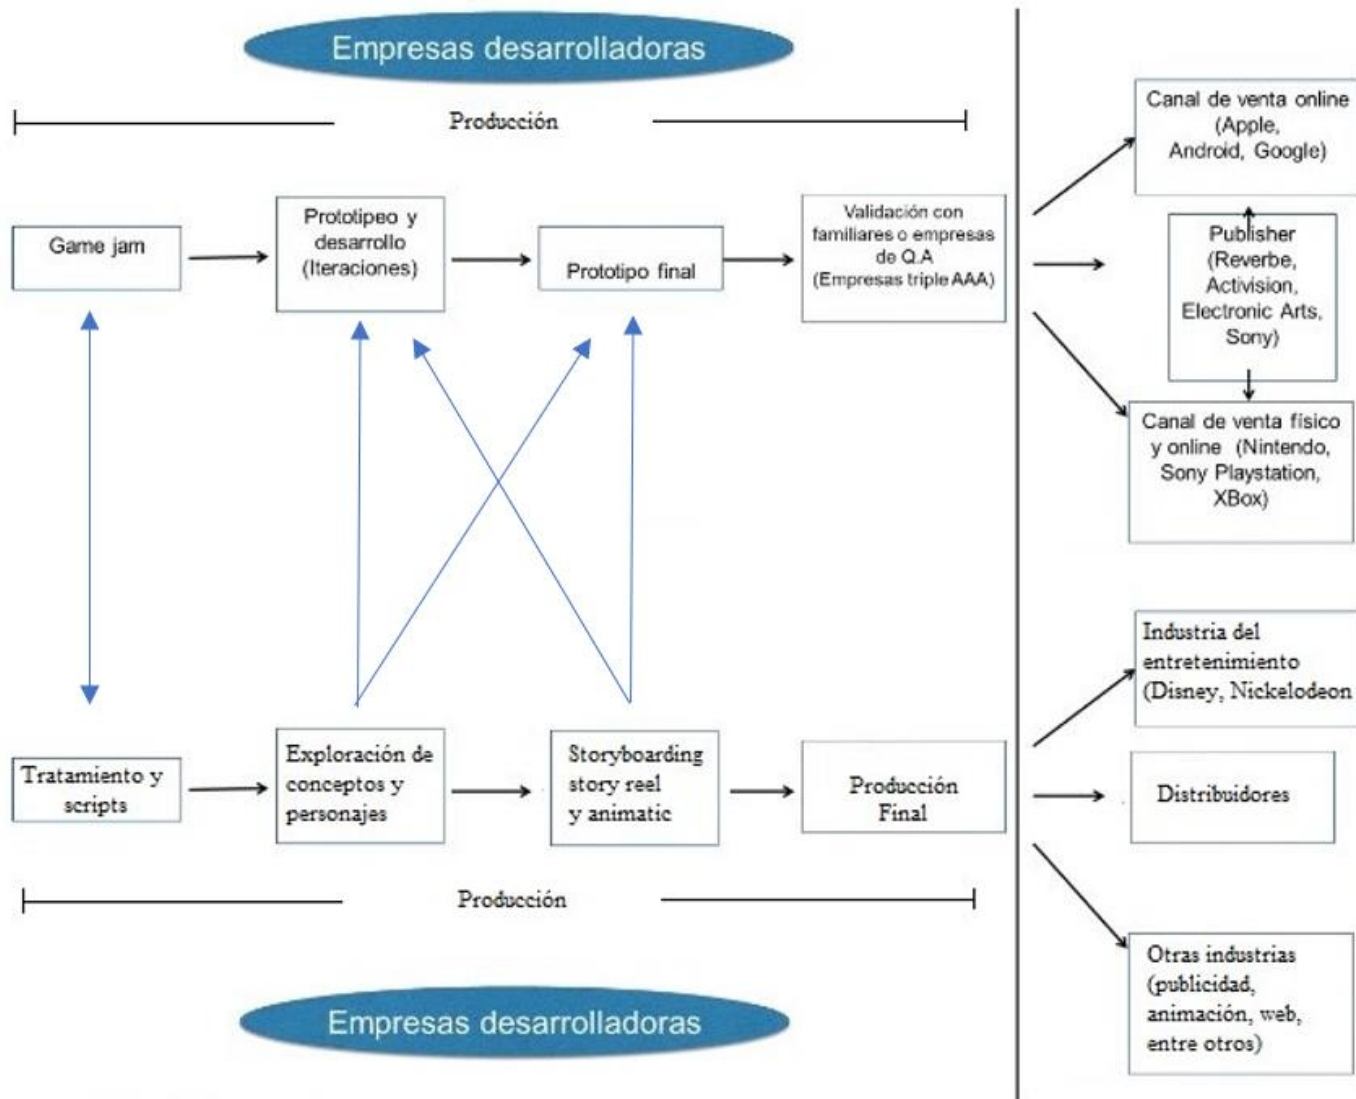 Empresas desarrolladoras
Producción
Game jam
Prototipeo y
desarrollo
(Iteraciones)
Prototipo final
Validación con
familiares o empresas
de Q.A
(Empresas triple AAA)
Canal de venta online
(Apple,
Android, Google)
Publisher
(Reverbe,
Activision,
Electronic Arts,
Sony)
Canal de venta físico
y online (Nintendo,
Sony Playstation,
XBox)
Tratamiento y
scripts
Exploración de
conceptos y
personajes
Storyboarding
story reel
y animatic
Producción
Final
Industria del
entretenimiento
(Disney, Nickelodeon
Distribuidores
Otras industrias
(publicidad,
animación, web,
entre otros)
Producción
Empresas desarrolladoras